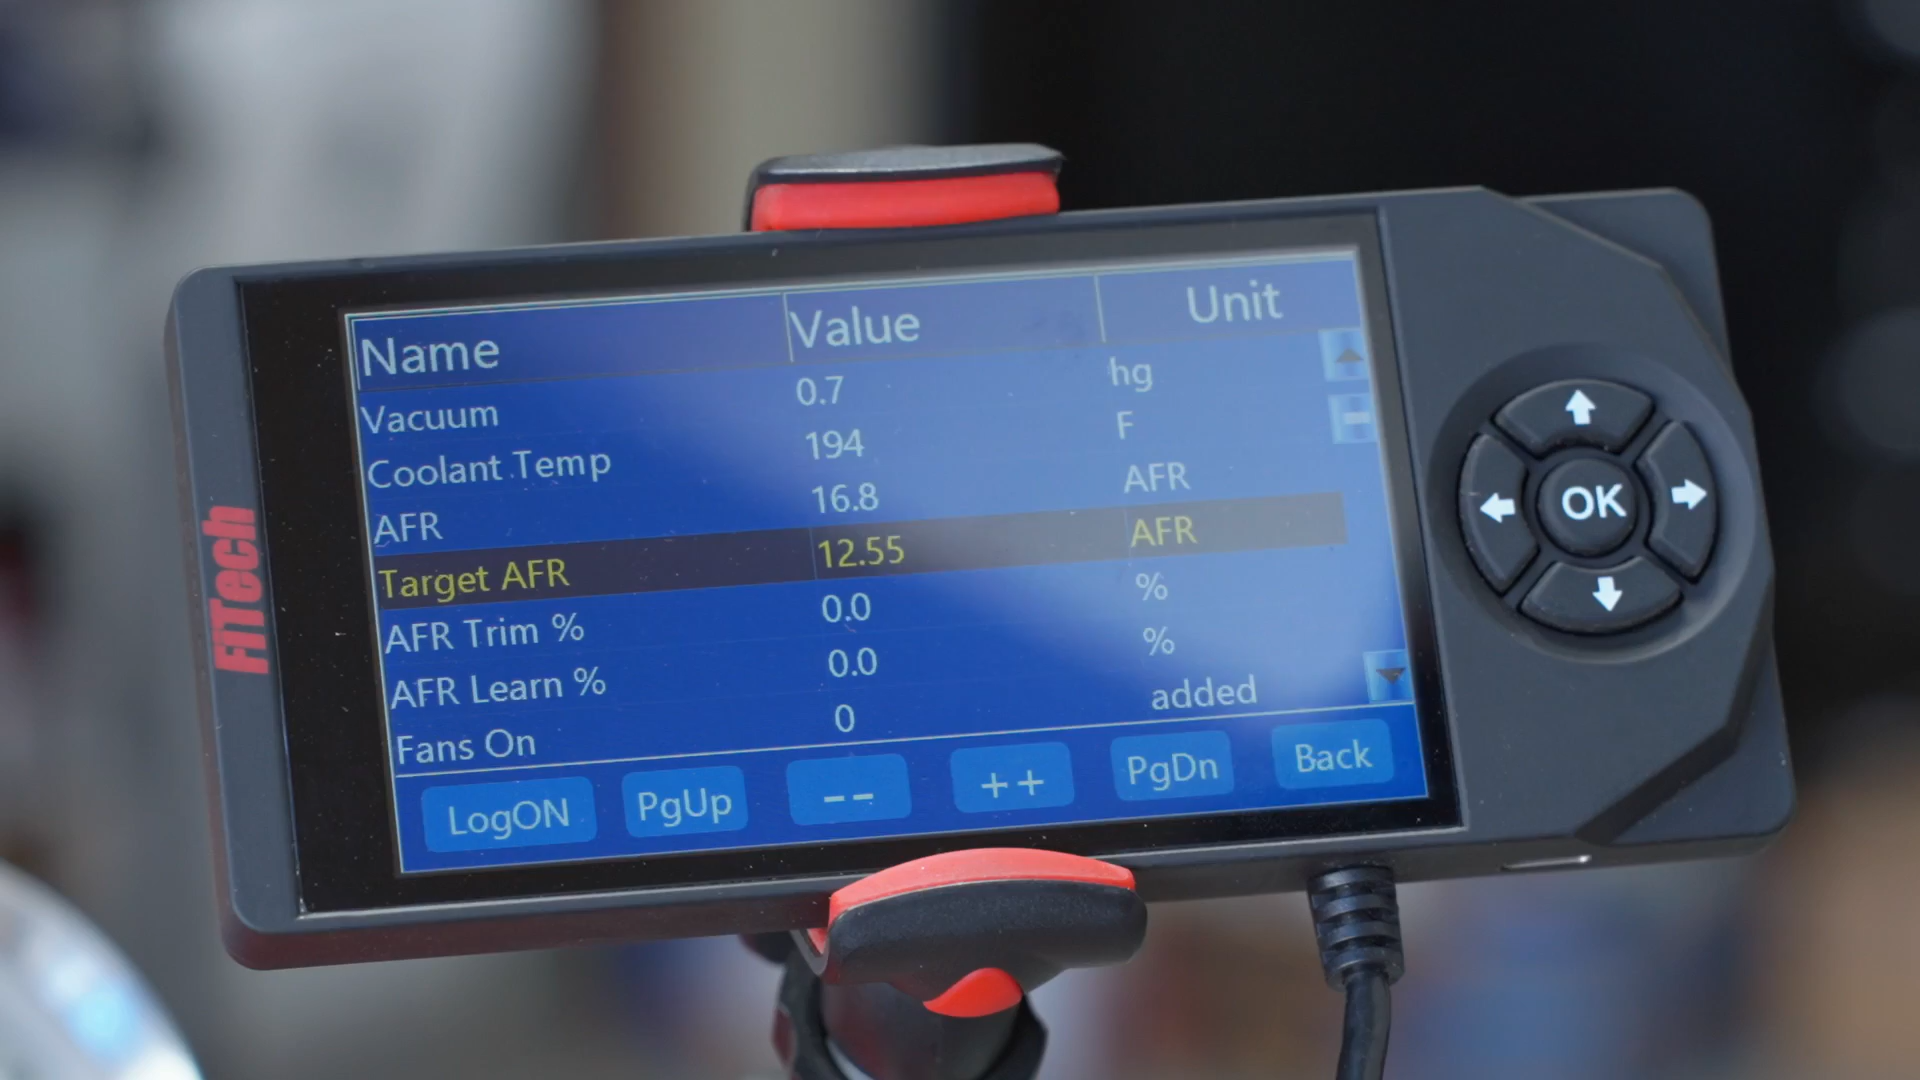 Name Value Unit
Vacuum 0.7 hg
Coolant Temp 194 F
AFR 16.8 AFR
Target AFR 12.55 AFR
AFR Trim % 0.0 %
AFR Learn % 0.0 %
Fans On 0 added
LogON PgUp -- ++ PgDn Back
FiTech
OK